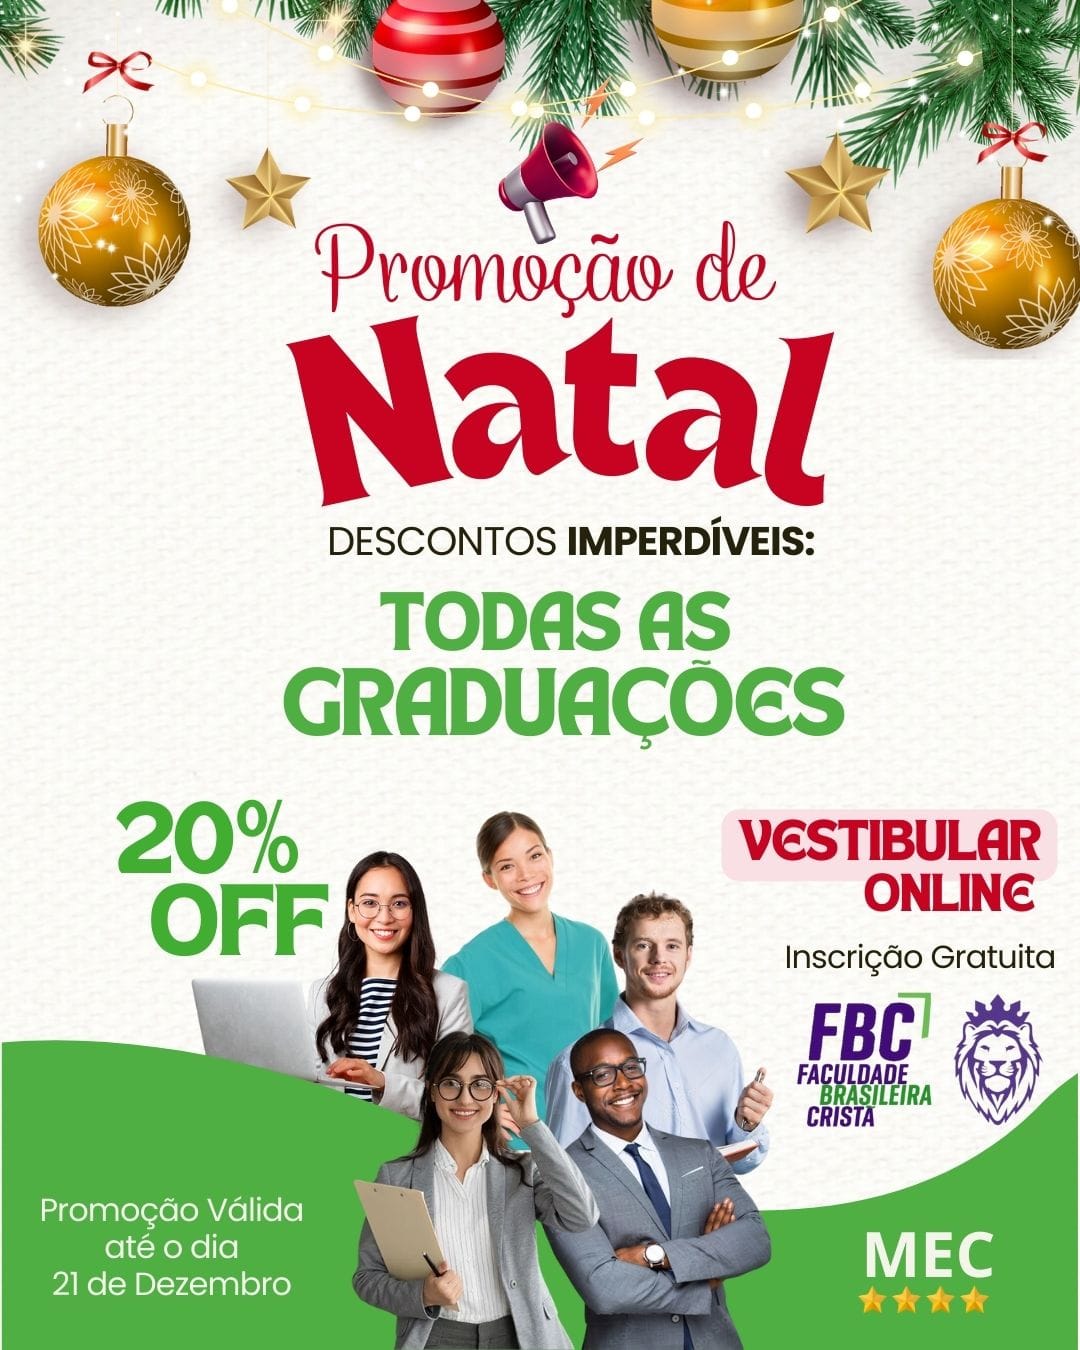 Promoção de
Natal
DESCONTOS IMPERDÍVEIS:
TODAS AS
GRADUAÇÕES
20%
OFF
VESTIBULAR
ONLINE
Inscrição Gratuita
FBC
FACULDADE
BRASILEIRA
CRISTÃ
Promoção Válida
até o dia
21 de Dezembro
MEC